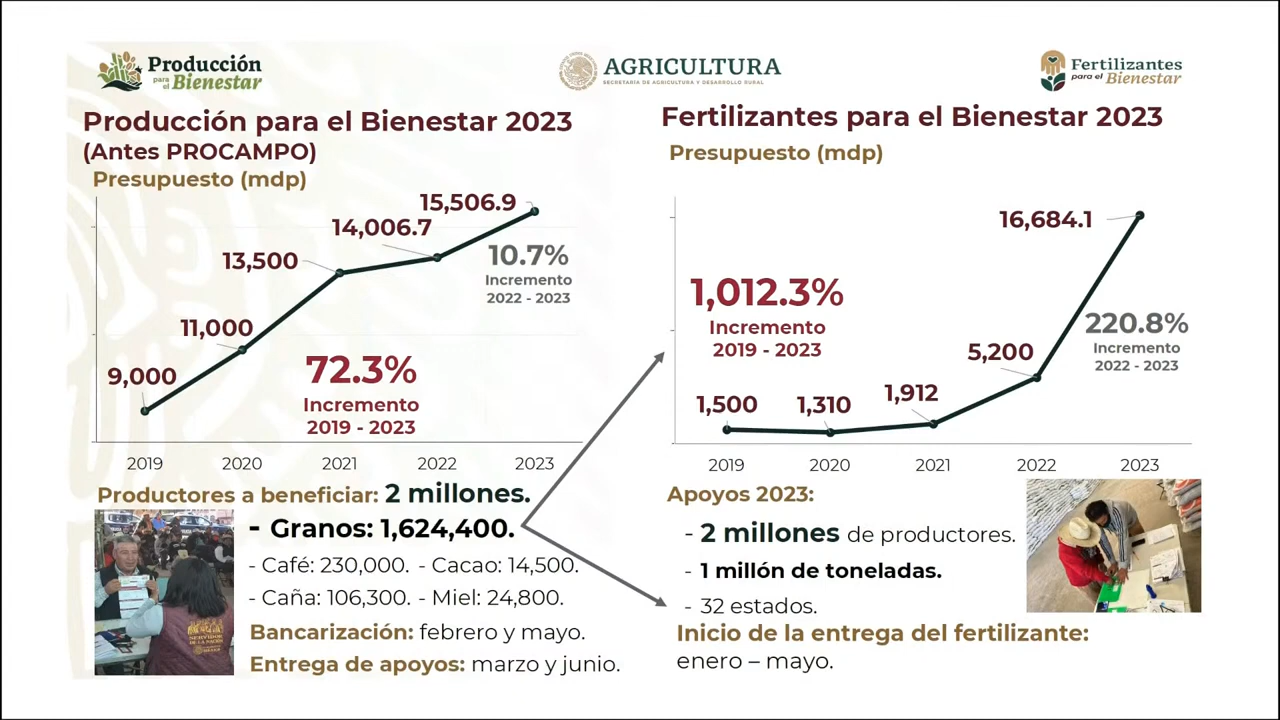 Producción
para
el Bienestar
AGRICULTURA
SECRETARÍA DE AGRICULTURA Y DESARROLLO RURAL
Fertilizantes
para el Bienestar
Producción para el Bienestar 2023
(Antes PROCAMPO)
Presupuesto (mdp)
15,506.9
14,006.7
13,500
11,000
9,000
10.7%
Incremento
2022 - 2023
72.3%
Incremento
2019 - 2023
2019 2020 2021 2022 2023
Productores a beneficiar: 2 millones.
- Granos: 1,624,400.
- Café: 230,000. - Cacao: 14,500.
- Caña: 106,300. - Miel: 24,800.
Bancarización: febrero y mayo.
Entrega de apoyos: marzo y junio.
SERVIDOR
DE LA NACIÓN
Fertilizantes para el Bienestar 2023
Presupuesto (mdp)
16,684.1
1,012.3%
Incremento
2019 - 2023
220.8%
Incremento
2022 - 2023
5,200
1,912
1,500
1,310
2019 2020 2021 2022 2023
Apoyos 2023:
- 2 millones de productores.
- 1 millón de toneladas.
- 32 estados.
Inicio de la entrega del fertilizante:
enero – mayo.